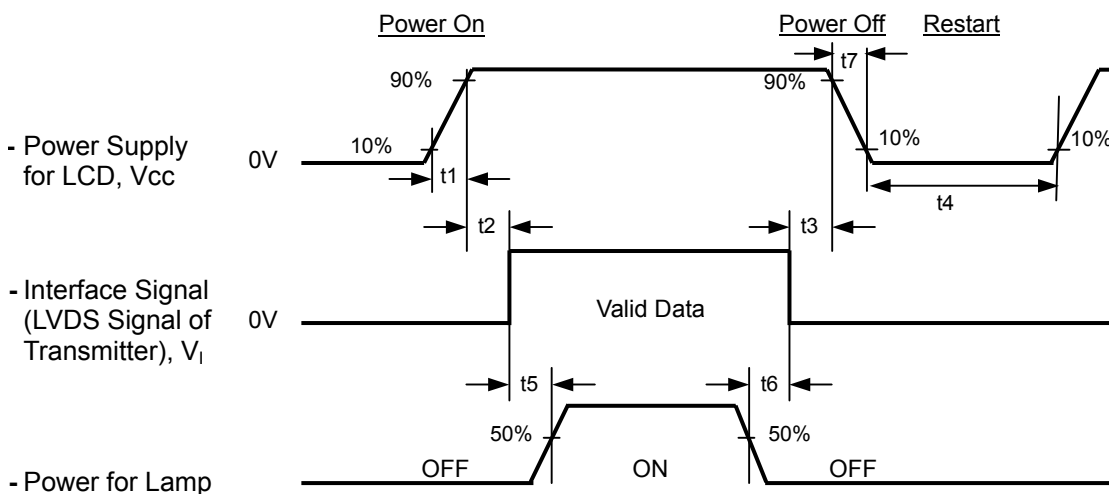 Power On
Power Off
Restart
t7
90%
90%
10%
10%
10%
- Power Supply
for LCD, Vcc
0V
t1
t4
t2
t3
- Interface Signal
(LVDS Signal of
Transmitter), VI
0V
Valid Data
t5
t6
50%
50%
OFF
ON
OFF
- Power for Lamp